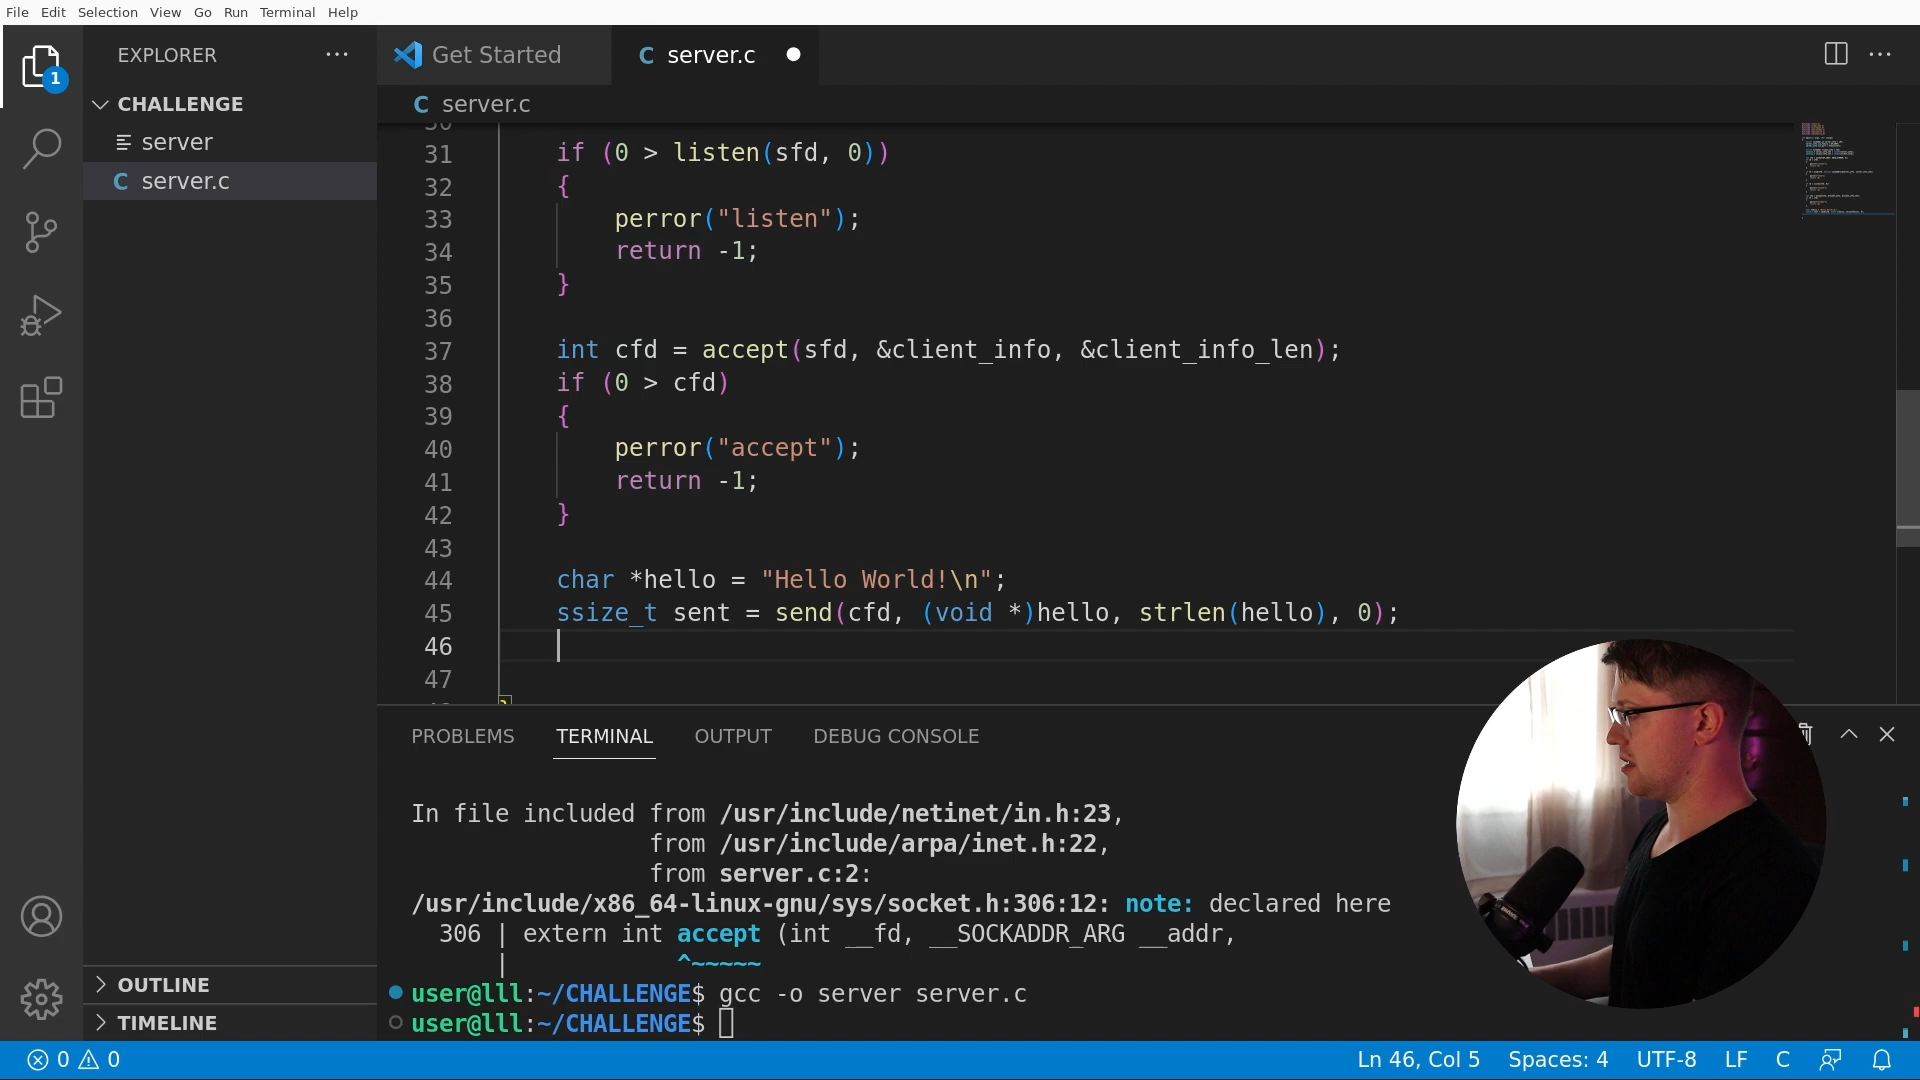 File Edit Selection View Go Run Terminal Help
EXPLORER
Get Started
C server.c
1
CHALLENGE
C server.c
server
C server.c
30
31 if (0 > listen(sfd, 0))
32 {
33 perror("listen");
34 return -1;
35 }
36
37 int cfd = accept(sfd, &client_info, &client_info_len);
38 if (0 > cfd)
39 {
40 perror("accept");
41 return -1;
42 }
43
44 char *hello = "Hello World!\n";
45 ssize_t sent = send(cfd, (void *)hello, strlen(hello), 0);
46
47
PROBLEMS TERMINAL OUTPUT DEBUG CONSOLE
In file included from /usr/include/netinet/in.h:23,
from /usr/include/arpa/inet.h:22,
from server.c:2:
/usr/include/x86_64-linux-gnu/sys/socket.h:306:12: note: declared here
306 | extern int accept (int __fd, __SOCKADDR_ARG __addr,
| ^~~~~~
user@lll:~/CHALLENGE$ gcc -o server server.c
user@lll:~/CHALLENGE$
OUTLINE
TIMELINE
0 0
Ln 46, Col 5 Spaces: 4 UTF-8 LF C